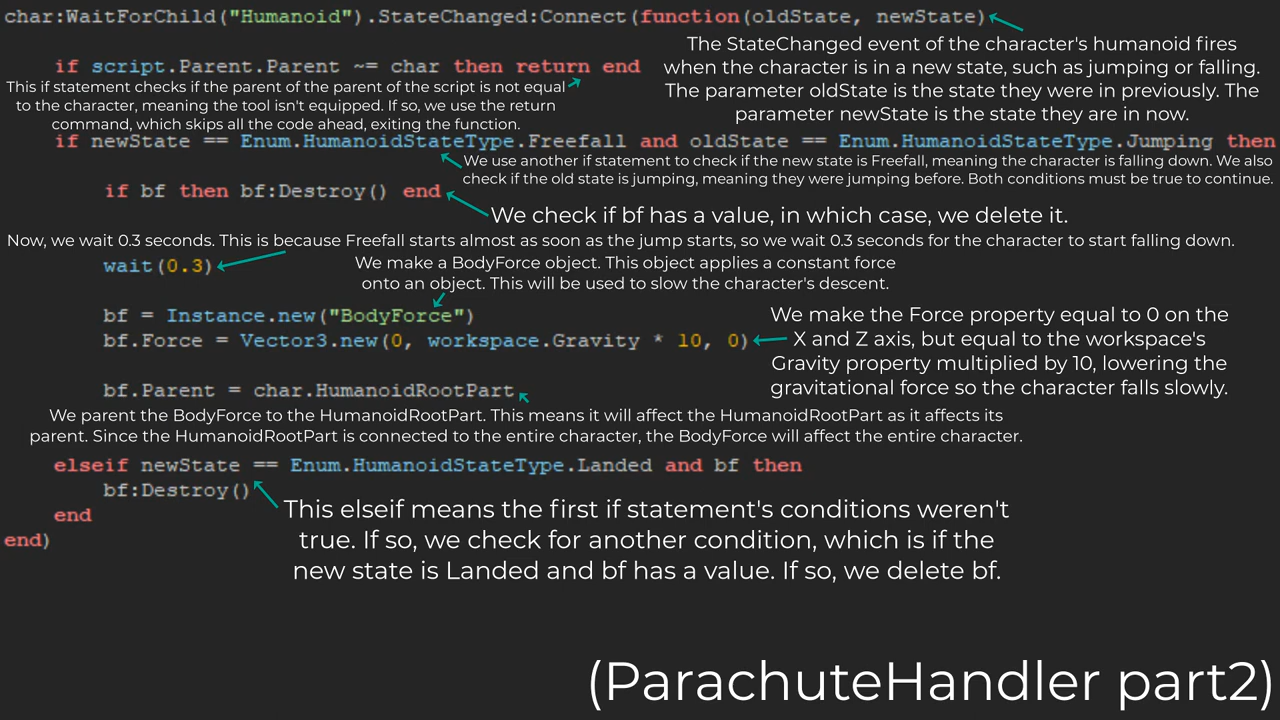 char:WaitForChild("Humanoid").StateChanged:Connect(function(oldState, newState)
The StateChanged event of the character's humanoid fires
when the character is in a new state, such as jumping or falling.
The parameter oldState is the state they were in previously. The
parameter newState is the state they are in now.
if script.Parent.Parent ~= char then return end
This if statement checks if the parent of the parent of the script is not equal
to the character, meaning the tool isn't equipped. If so, we use the return
command, which skips all the code ahead, exiting the function.
if newState == Enum.HumanoidStateType.Freefall and oldState == Enum.HumanoidStateType.Jumping then
We use another if statement to check if the new state is Freefall, meaning the character is falling down. We also
check if the old state is jumping, meaning they were jumping before. Both conditions must be true to continue.
if bf then bf:Destroy() end
We check if bf has a value, in which case, we delete it.
Now, we wait 0.3 seconds. This is because Freefall starts almost as soon as the jump starts, so we wait 0.3 seconds for the character to start falling down.
wait(0.3)
We make a BodyForce object. This object applies a constant force
onto an object. This will be used to slow the character's descent.
bf = Instance.new("BodyForce")
bf.Force = Vector3.new(0, workspace.Gravity * 10, 0)
We make the Force property equal to 0 on the
X and Z axis, but equal to the workspace's
Gravity property multiplied by 10, lowering the
gravitational force so the character falls slowly.
bf.Parent = char.HumanoidRootPart
We parent the BodyForce to the HumanoidRootPart. This means it will affect the HumanoidRootPart as it affects its
parent. Since the HumanoidRootPart is connected to the entire character, the BodyForce will affect the entire character.
elseif newState == Enum.HumanoidStateType.Landed and bf then
bf:Destroy()
This elseif means the first if statement's conditions weren't
true. If so, we check for another condition, which is if the
new state is Landed and bf has a value. If so, we delete bf.
end
end)
(ParachuteHandler part2)